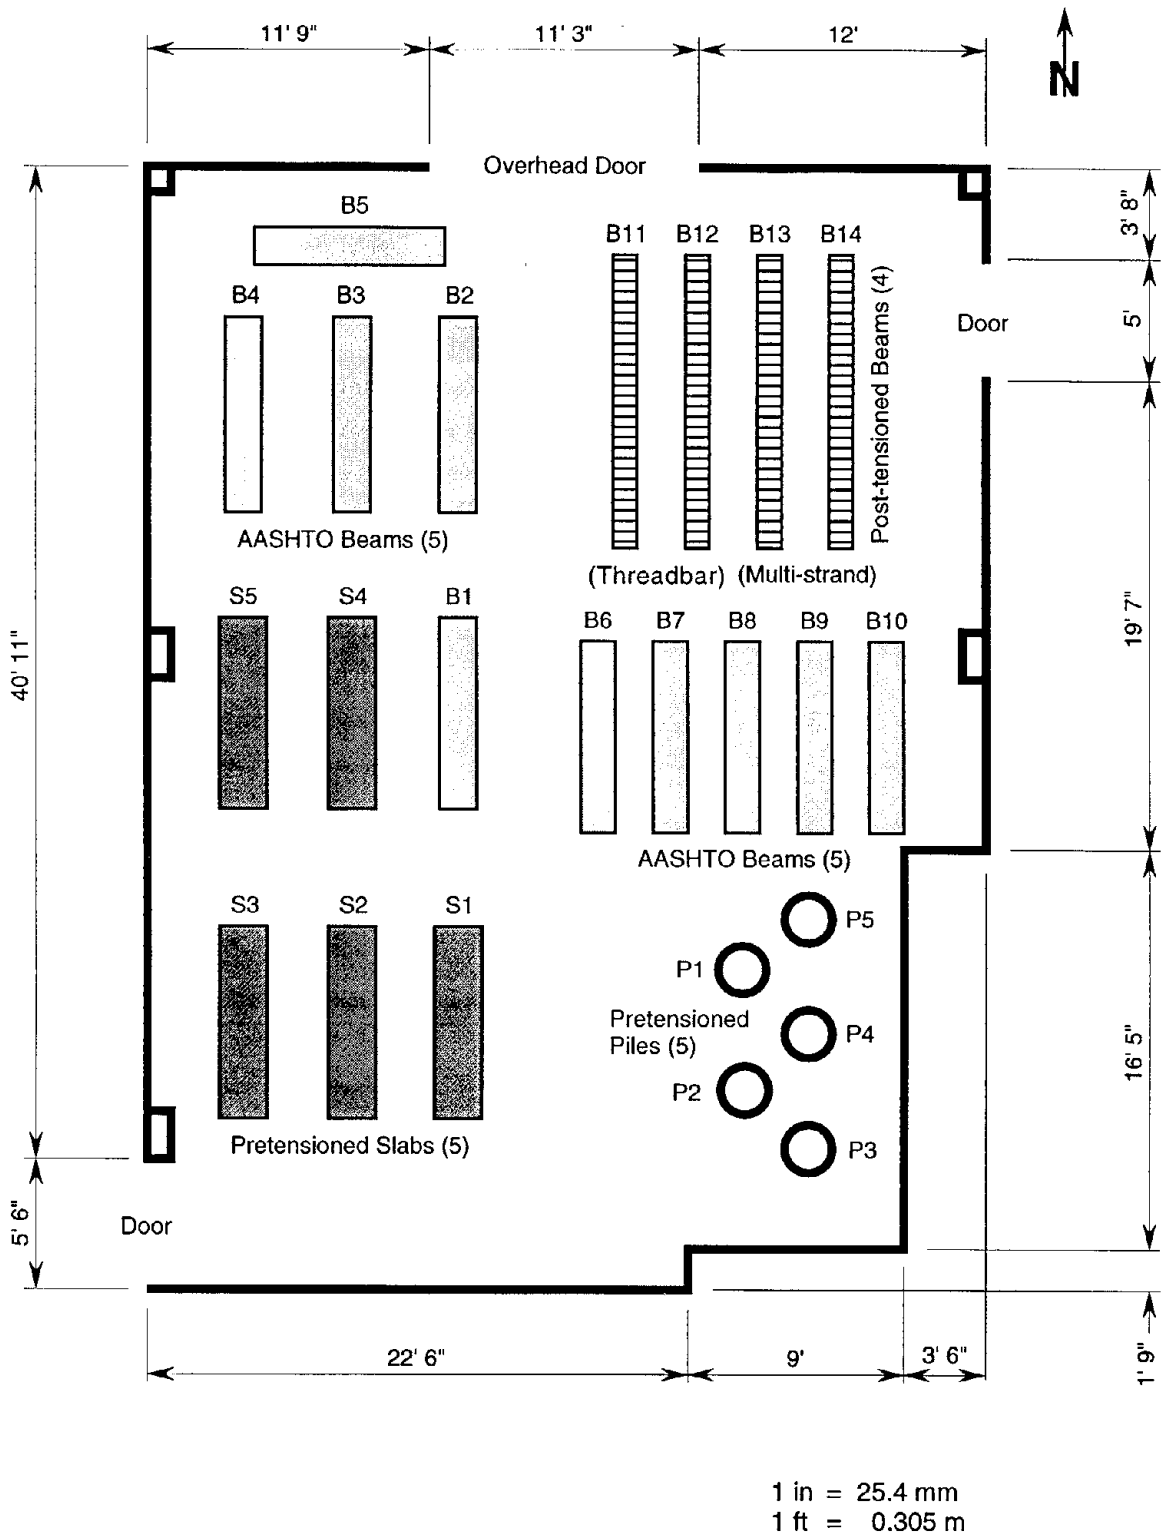 11' 9"
11' 3"
12'
N
Overhead Door
B5
3' 8"
B11 B12 B13 B14
B4 B3 B2
Post-tensioned Beams (4)
Door
5'
AASHTO Beams (5)
(Threadbar) (Multi-strand)
S5 S4 B1
B6 B7 B8 B9 B10
19' 7"
40' 11"
AASHTO Beams (5)
S3 S2 S1
P5
P1
Pretensioned
Piles (5)
P4
P2
16' 5"
Pretensioned Slabs (5)
P3
5' 6"
Door
22' 6"
9'
3' 6"
1' 9"
1 in = 25.4 mm
1 ft = 0.305 m